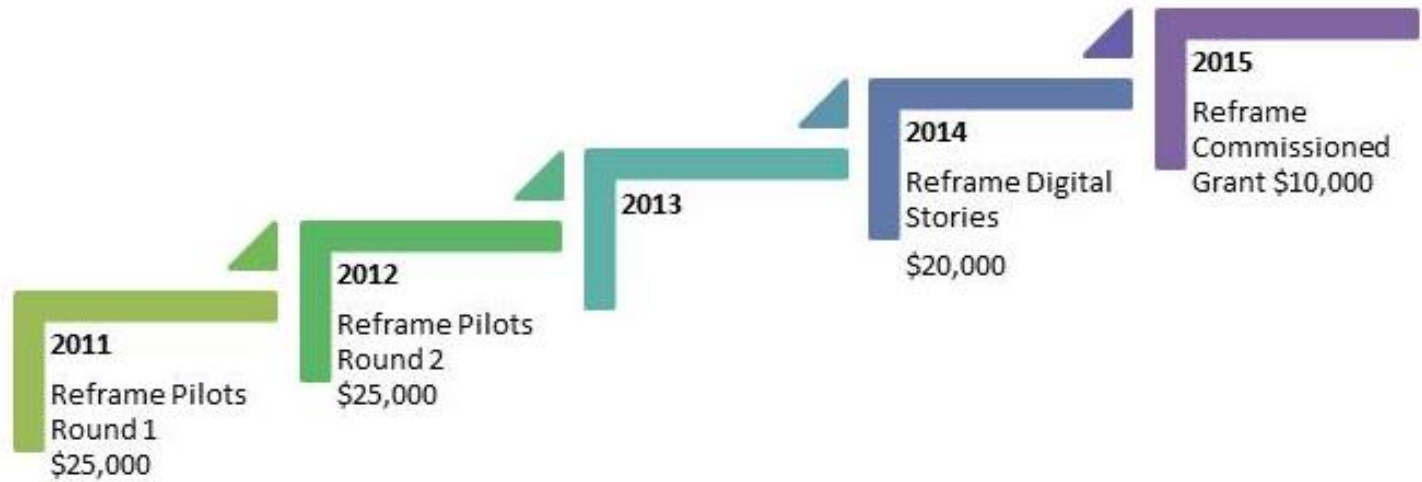 2011
Reframe Pilots
Round 1
$25,000
2012
Reframe Pilots
Round 2
$25,000
2013
2014
Reframe Digital
Stories
$20,000
2015
Reframe
Commissioned
Grant $10,000